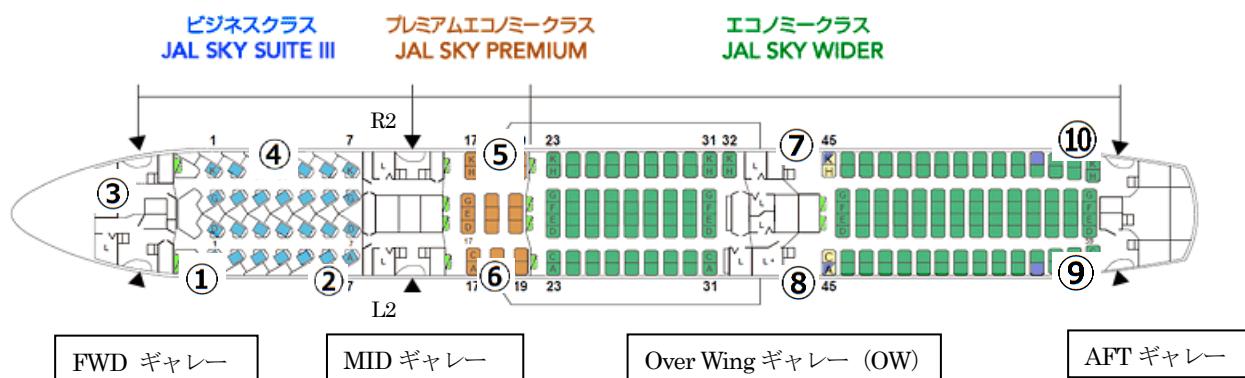 ビジネスクラス
JAL SKY SUITE III
プレミアムエコノミークラス
JAL SKY PREMIUM
エコノミークラス
JAL SKY WIDER
R2
1
7
17
23
31
32
45
④
⑤
⑦
⑩
③
①
②
⑥
⑧
⑨
7
17
19
23
31
45
L2
FWD ギャレー
MID ギャレー
Over Wing ギャレー（OW）
AFT ギャレー